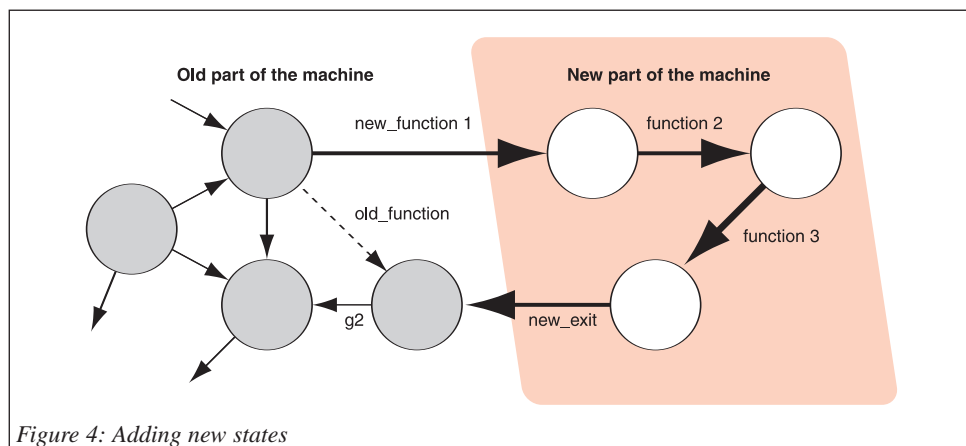 Old part of the machine
New part of the machine
new_function 1
function 2
old_function
function 3
g2
new_exit
Figure 4: Adding new states